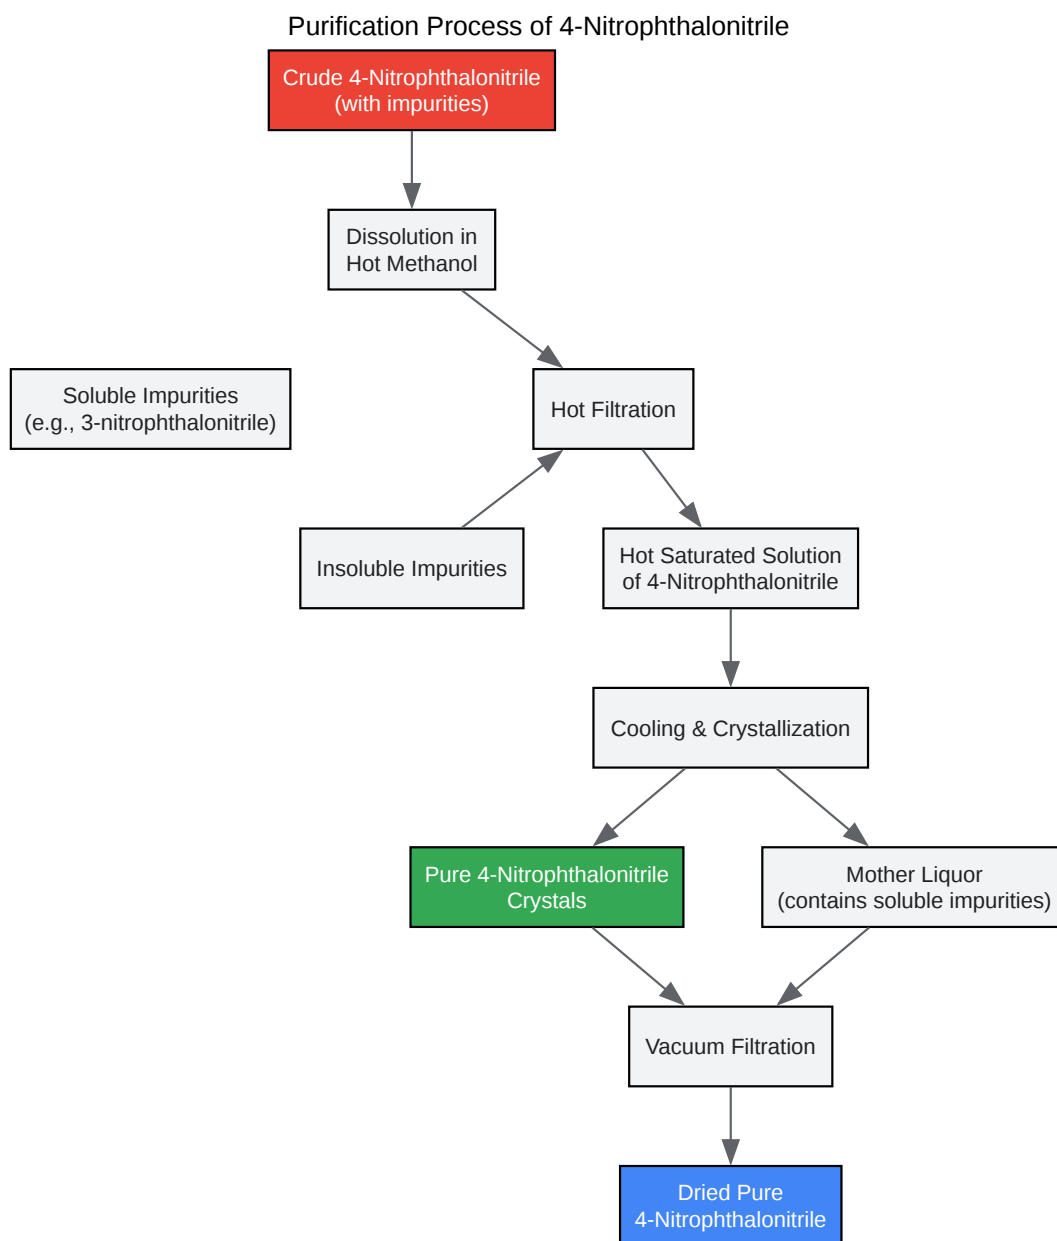 Purification Process of 4-Nitrophthalonitrile
Crude 4-Nitrophthalonitrile
(with impurities)
Dissolution in
Hot Methanol
Soluble Impurities
(e.g., 3-nitrophthalonitrile)
Hot Filtration
Insoluble Impurities
Hot Saturated Solution
of 4-Nitrophthalonitrile
Cooling & Crystallization
Pure 4-Nitrophthalonitrile
Crystals
Mother Liquor
(contains soluble impurities)
Vacuum Filtration
Dried Pure
4-Nitrophthalonitrile